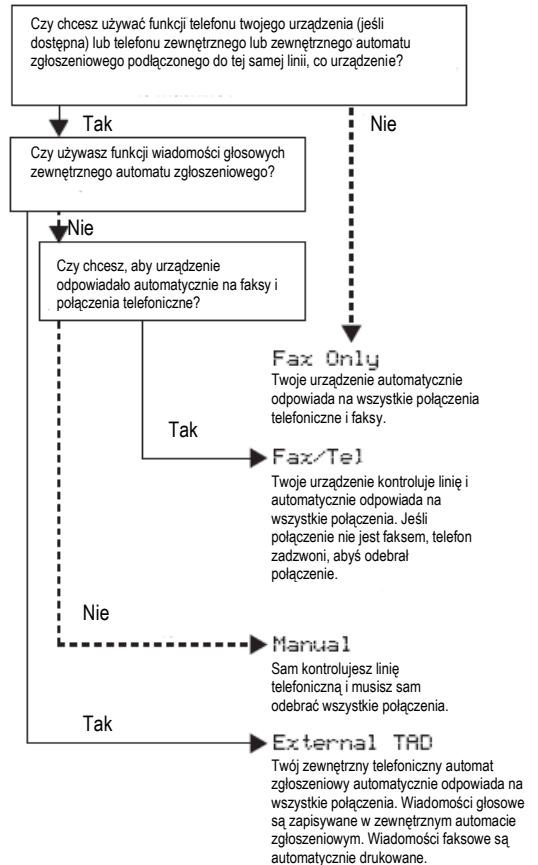 Czy chcesz używać funkcji telefonu twojego urządzenia (jeśli
dostępna) lub telefonu zewnętrznego lub zewnętrznego automatu
zgłoszeniowego podłączonego do tej samej linii, co urządzenie?
Tak
Nie
Czy używasz funkcji wiadomości głosowych
zewnętrznego automatu zgłoszeniowego?
Nie
Czy chcesz, aby urządzenie
odpowiadało automatycznie na faksy i
połączenia telefoniczne?
Fax Only
Twoje urządzenie automatycznie
odpowiada na wszystkie połączenia
telefoniczne i faksy.
Tak
Fax/Tel
Twoje urządzenie kontroluje linię i
automatycznie odpowiada na
wszystkie połączenia. Jeśli
połączenie nie jest faksem, telefon
zadzwoni, abyś odebrał
połączenie.
Nie
Manual
Sam kontrolujesz linię
telefoniczną i musisz sam
odebrać wszystkie połączenia.
Tak
External TAD
Twój zewnętrzny telefoniczny automat
zgłoszeniowy automatycznie odpowiada na
wszystkie połączenia. Wiadomości głosowe
są zapisywane w zewnętrznym automacie
zgłoszeniowym. Wiadomości faksowe są
automatycznie drukowane.